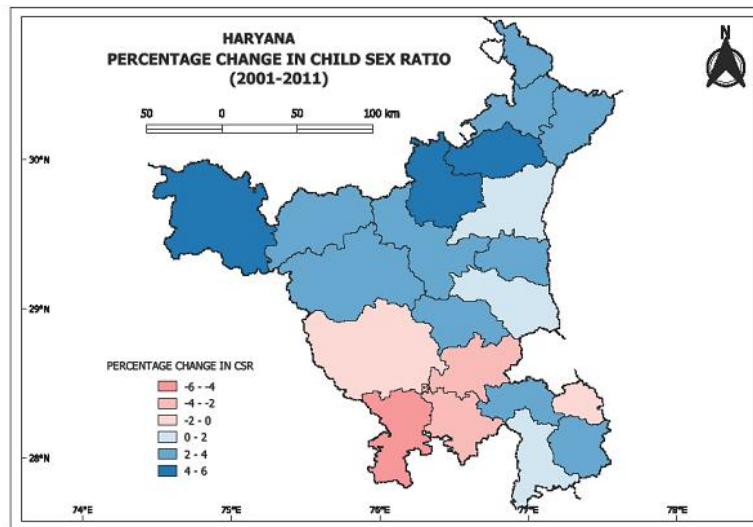 HARYANA
PERCENTAGE CHANGE IN CHILD SEX RATIO
(2001-2011)
N
50 0 50 100 km
30°N
29°N
28°N
PERCENTAGE CHANGE IN CSR
-6 - -4
-4 - -2
-2 - 0
0 - 2
2 - 4
4 - 6
74°E 75°E 76°E 77°E 78°E